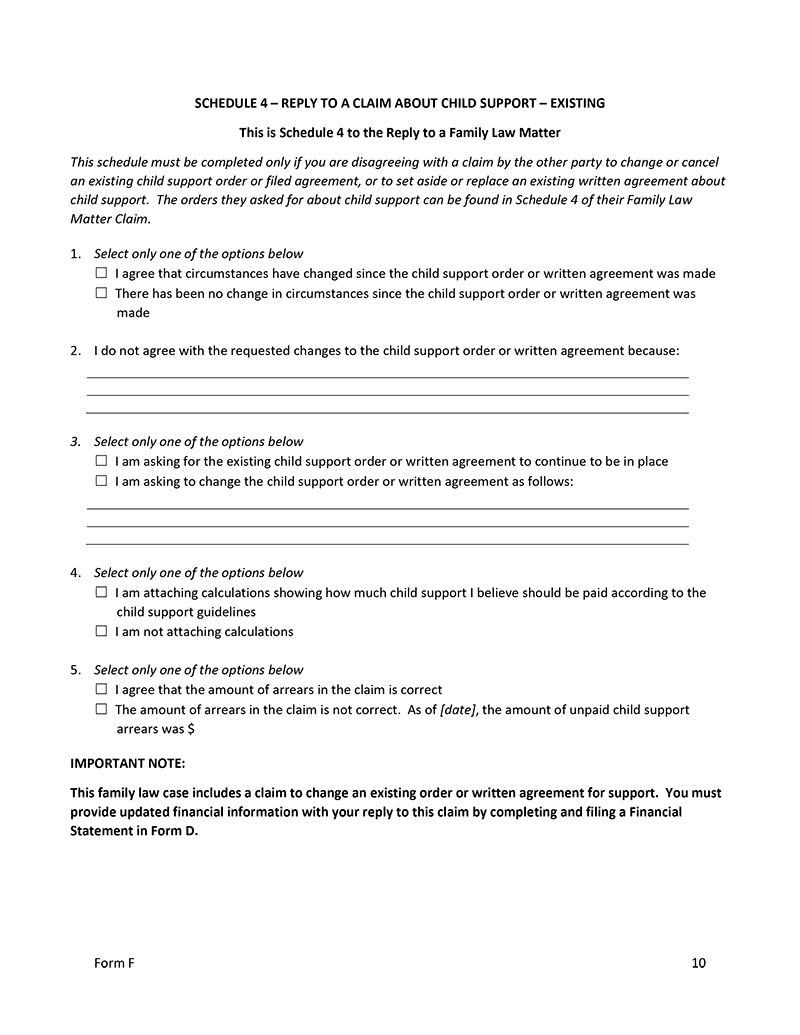 SCHEDULE 4 – REPLY TO A CLAIM ABOUT CHILD SUPPORT – EXISTING
This is Schedule 4 to the Reply to a Family Law Matter
This schedule must be completed only if you are disagreeing with a claim by the other party to change or cancel
an existing child support order or filed agreement, or to set aside or replace an existing written agreement about
child support.  The orders they asked for about child support can be found in Schedule 4 of their Family Law
Matter Claim.
1. Select only one of the options below
☐ I agree that circumstances have changed since the child support order or written agreement was made
☐ There has been no change in circumstances since the child support order or written agreement was
made
2. I do not agree with the requested changes to the child support order or written agreement because:
3. Select only one of the options below
☐ I am asking for the existing child support order or written agreement to continue to be in place
☐ I am asking to change the child support order or written agreement as follows:
4. Select only one of the options below
☐ I am attaching calculations showing how much child support I believe should be paid according to the
child support guidelines
☐ I am not attaching calculations
5. Select only one of the options below
☐ I agree that the amount of arrears in the claim is correct
☐ The amount of arrears in the claim is not correct.  As of [date], the amount of unpaid child support
arrears was $
IMPORTANT NOTE:
This family law case includes a claim to change an existing order or written agreement for support.  You must
provide updated financial information with your reply to this claim by completing and filing a Financial
Statement in Form D.
Form F 10